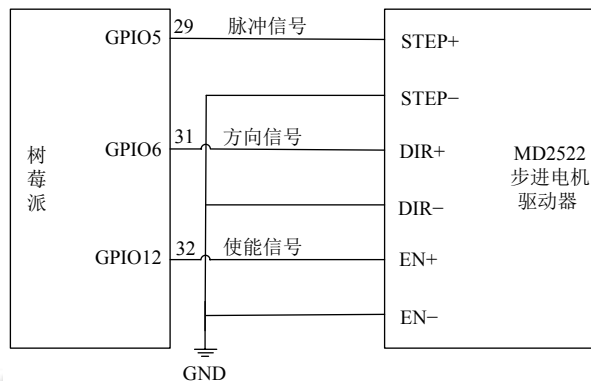 GPIO5
29
脉冲信号
STEP+
STEP−
GPIO6
31
方向信号
DIR+
树
莓
派
MD2522
步进电机
驱动器
DIR−
GPIO12
32
使能信号
EN+
EN−
GND